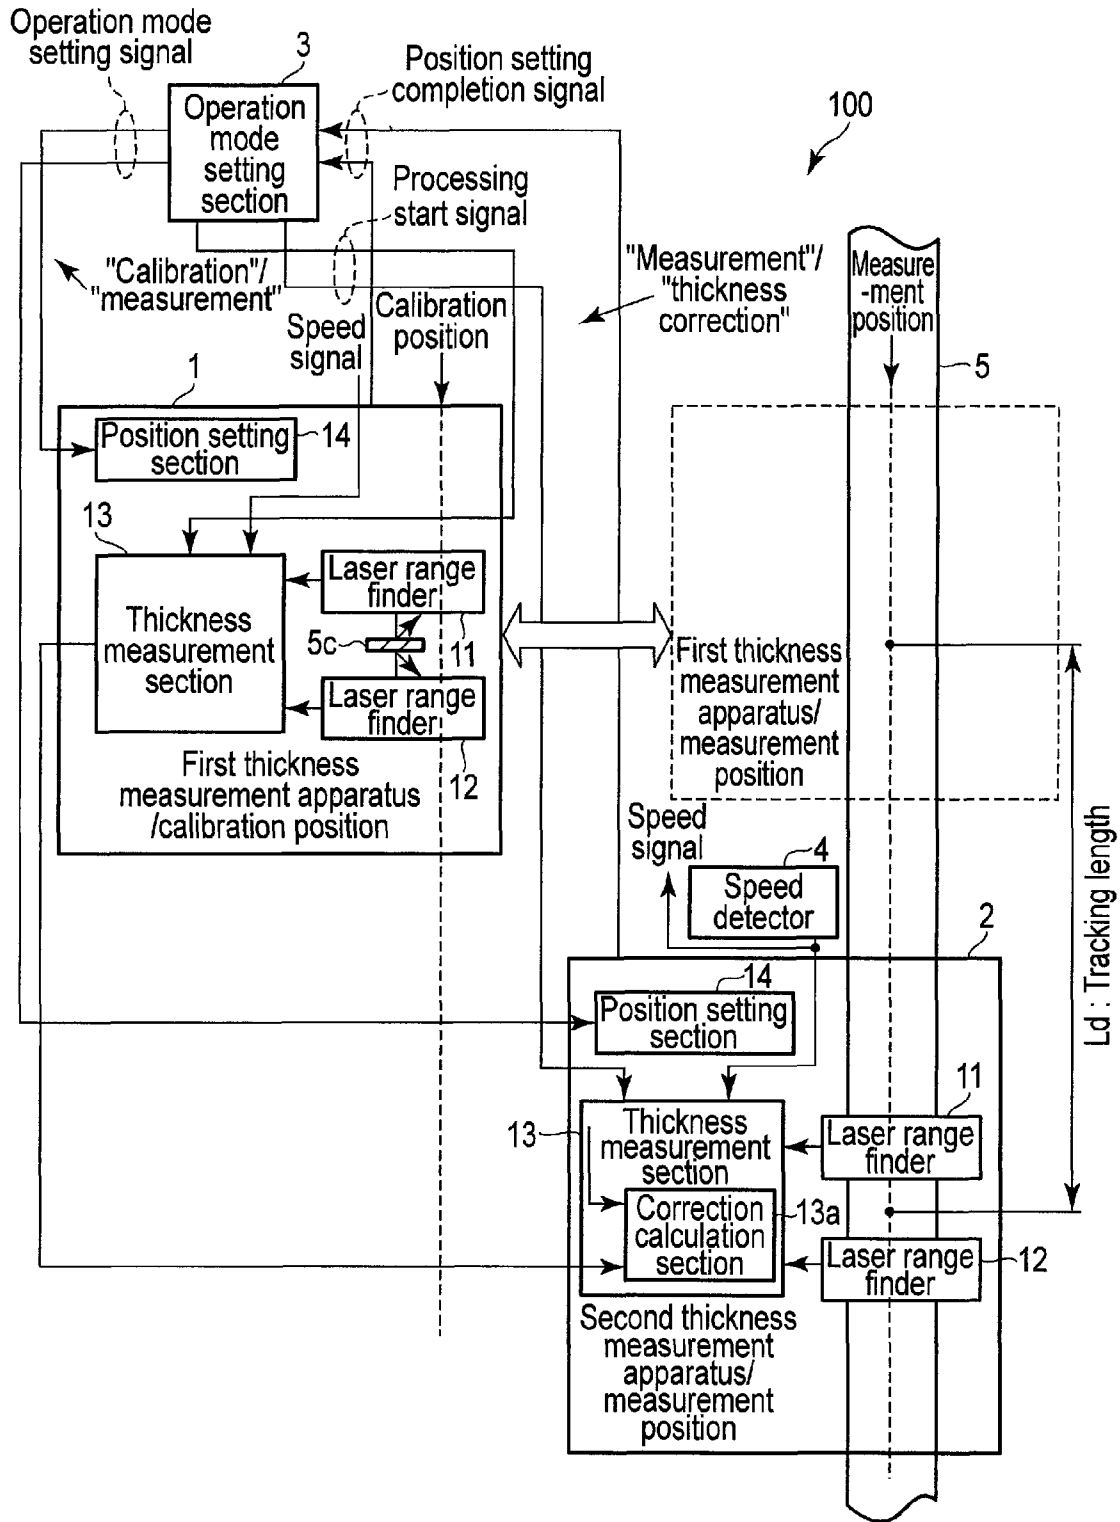 Operation mode
setting signal
3
Position setting
completion signal
Operation
mode
setting
section
100
Processing
start signal
"Calibration"/
"measurement"
"Measurement"/
"thickness
correction"
Measure
-ment
position
Calibration
position
Speed
signal
5
1
Position setting
section
14
13
Laser range
finder
Thickness
measurement
section
5c
11
Laser range
finder
12
First thickness
measurement apparatus
/calibration position
First thickness
measurement
apparatus/
measurement
position
Speed
signal
4
Speed
detector
Ld : Tracking length
2
14
Position setting
section
11
13
Thickness
measurement
section
Laser range
finder
Correction
calculation
section
13a
Laser range
finder
12
Second thickness
measurement
apparatus/
measurement
position